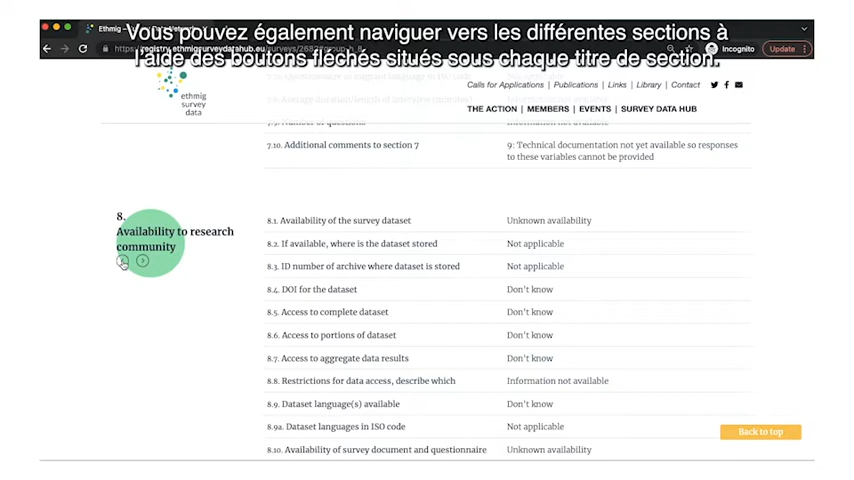 Vous pouvez également naviguer vers les différentes sections à
l'aide des boutons fléchés situés sous chaque titre de section.
Incognito
Update
ethmig
survey
data
Calls for Applications | Publications | Links | Library | Contact
THE ACTION | MEMBERS | EVENTS | SURVEY DATA HUB
7.10. Additional comments to section 7
9: Technical documentation not yet available so responses
to these variables cannot be provided
8.
Availability to research
community
8.1. Availability of the survey dataset Unknown availability
8.2. If available, where is the dataset stored Not applicable
8.3. ID number of archive where dataset is stored Not applicable
8.4. DOI for the dataset Don't know
8.5. Access to complete dataset Don't know
8.6. Access to portions of dataset Don't know
8.7. Access to aggregate data results Don't know
8.8. Restrictions for data access, describe which Information not available
8.9. Dataset language(s) available Don't know
8.9a. Dataset languages in ISO code Not applicable
8.10. Availability of survey document and questionnaire Unknown availability
Back to top